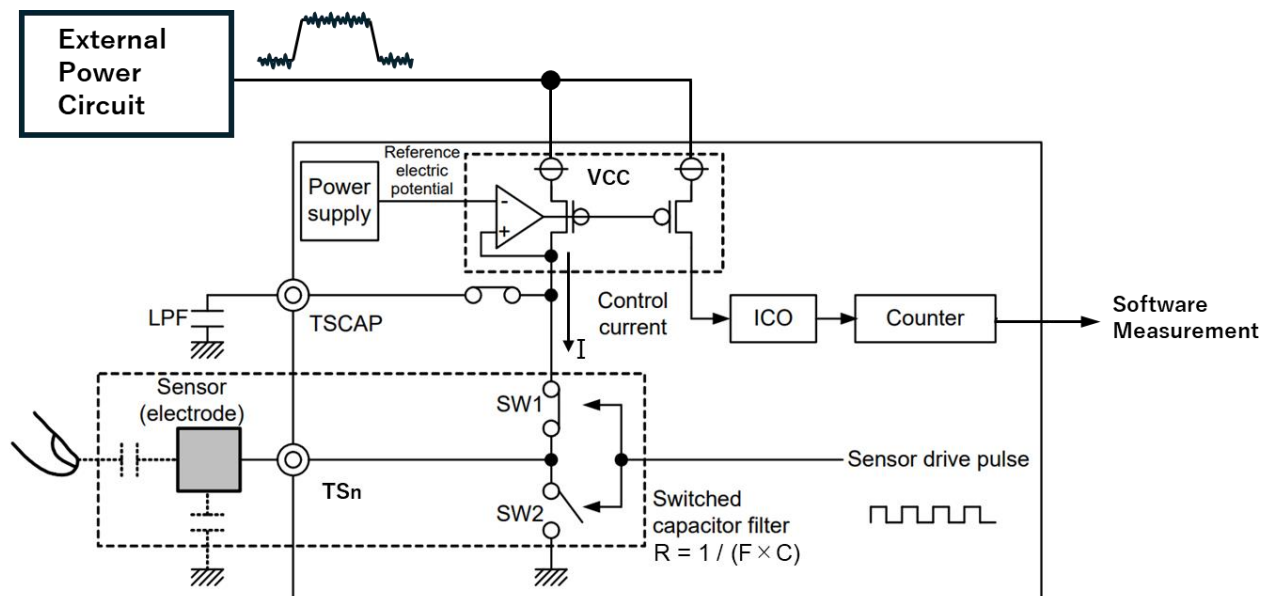 External
Power
Circuit
Reference
electric
potential
Power
supply
VCC
-
+
LPF
TSCAP
Control
current
I
ICO
Counter
Software
Measurement
Sensor
(electrode)
SW1
TSn
SW2
Sensor drive pulse
Switched
capacitor filter
R = 1 / (F × C)